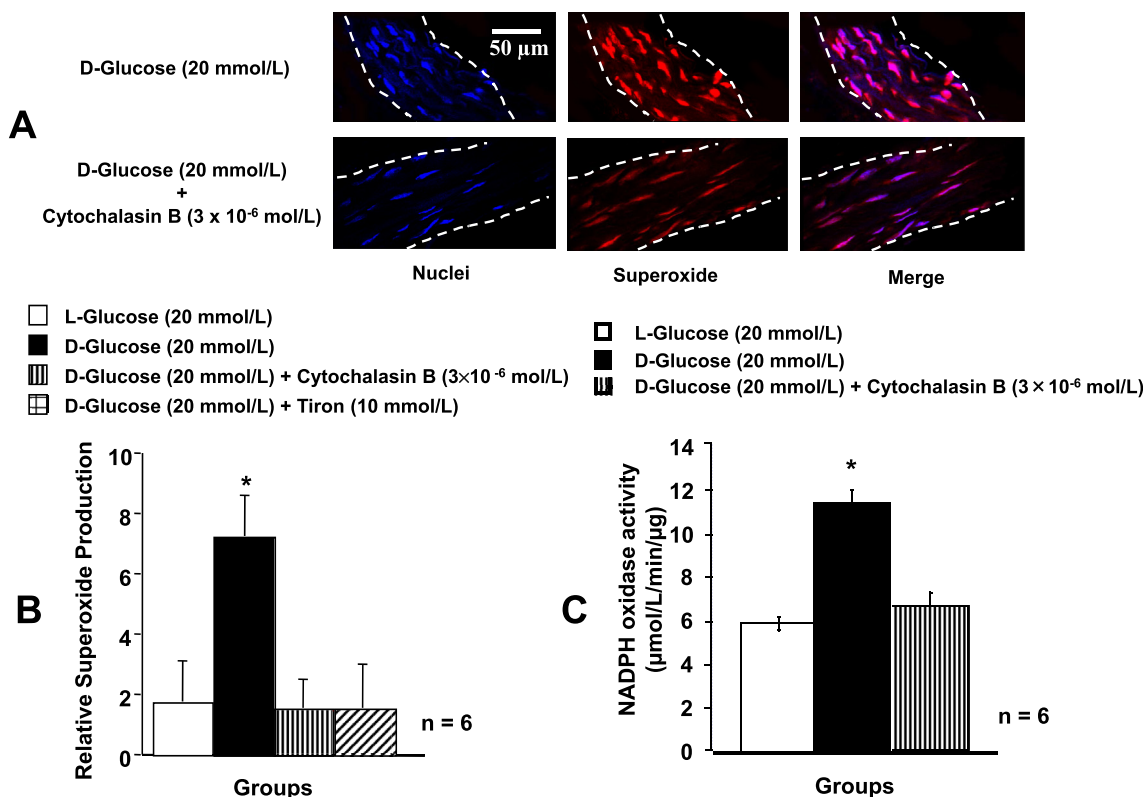 D-Glucose (20 mmol/L)
50 µm
A
D-Glucose (20 mmol/L)
+
Cytochalasin B (3 x 10⁻⁶ mol/L)
Nuclei
Superoxide
Merge
L-Glucose (20 mmol/L)
D-Glucose (20 mmol/L)
D-Glucose (20 mmol/L) + Cytochalasin B (3×10⁻⁶ mol/L)
D-Glucose (20 mmol/L) + Tiron (10 mmol/L)
L-Glucose (20 mmol/L)
D-Glucose (20 mmol/L)
D-Glucose (20 mmol/L) + Cytochalasin B (3×10⁻⁶ mol/L)
B
Relative Superoxide Production
10
8
6
4
2
0
*
n = 6
Groups
C
NADPH oxidase activity
(µmol/L/min/µg)
14
12
10
8
6
4
2
0
*
n = 6
Groups